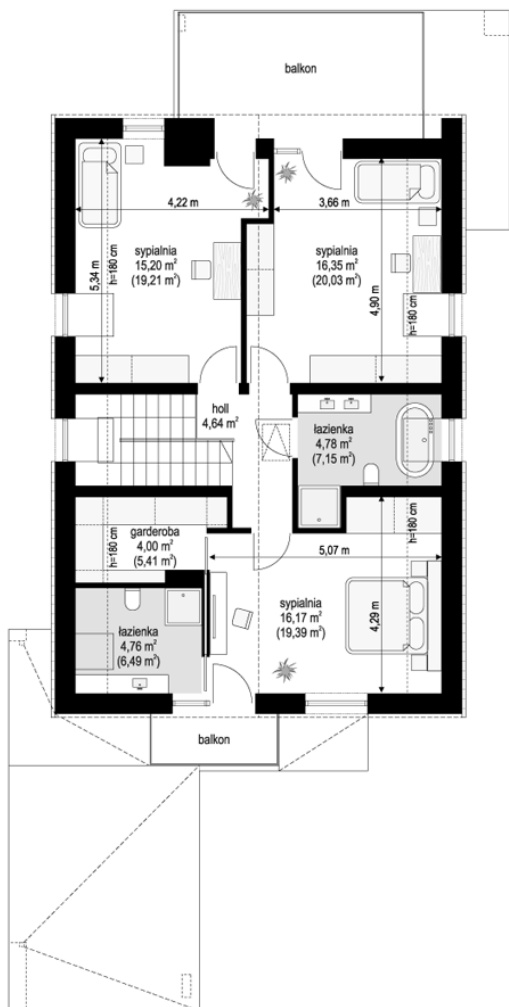 balkon
4,22 m
3,66 m
5,34 m
h=180 cm
sypialnia
15,20 m²
(19,21 m²)
sypialnia
16,35 m²
(20,03 m²)
4,90 m
h=180 cm
holl
4,64 m²
łazienka
4,78 m²
(7,15 m²)
h=180 cm
garderoba
4,00 m²
(5,41 m²)
5,07 m
h=180 cm
sypialnia
16,17 m²
(19,39 m²)
4,29 m
łazienka
4,76 m²
(6,49 m²)
balkon